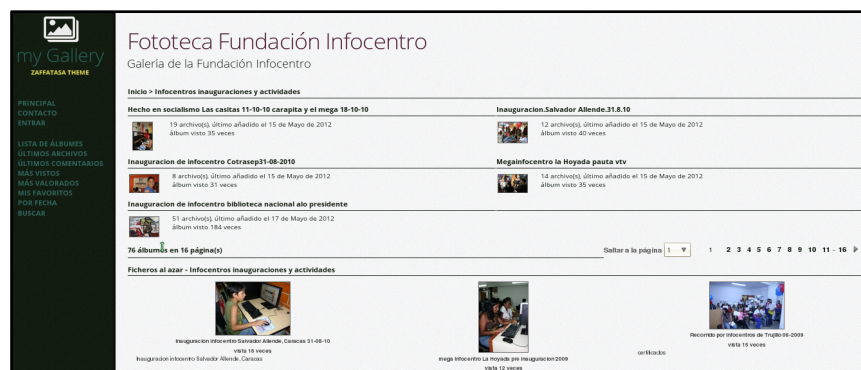 my Gallery
ZAFFATASA THEME
PRINCIPAL
CONTACTO
ENTRAR
LISTA DE ÁLBUMES
ÚLTIMOS ARCHIVOS
ÚLTIMOS COMENTARIOS
MÁS VISTOS
MÁS VALORADOS
MIS FAVORITOS
POR FECHA
BUSCAR
Fototeca Fundación Infocentro
Galería de la Fundación Infocentro
Inicio > Infocentros inauguraciones y actividades
Hecho en socialismo Las casitas 11-10-10 carapita y el mega 18-10-10
19 archivo(s), último añadido el 15 de Mayo de 2012
álbum visto 35 veces
Inauguracion.Salvador Allende.31.8.10
12 archivo(s), último añadido el 15 de Mayo de 2012
álbum visto 40 veces
Inauguracion de infocentro Cotrasep31-08-2010
8 archivo(s), último añadido el 15 de Mayo de 2012
álbum visto 31 veces
Megainfocentro la Hoyada pauta vtv
14 archivo(s), último añadido el 15 de Mayo de 2012
álbum visto 35 veces
Inauguracion de infocentro biblioteca nacional alo presidente
51 archivo(s), último añadido el 17 de Mayo de 2012
álbum visto 184 veces
76 álbumes en 16 página(s)
Saltar a la página 1 1 2 3 4 5 6 7 8 9 10 11 - 16
Ficheros al azar - Infocentros inauguraciones y actividades
Inauguracion infocentro Salvador Allende, Caracas 31-08-10
vista 16 veces
Inauguracion infocentro Salvador Allende, Caracas
mega infocentro La Hoyada pre inauguracion2009
vista 12 veces
Recorrido por infocentros de Trujillo 06-2009
vista 15 veces
certificados